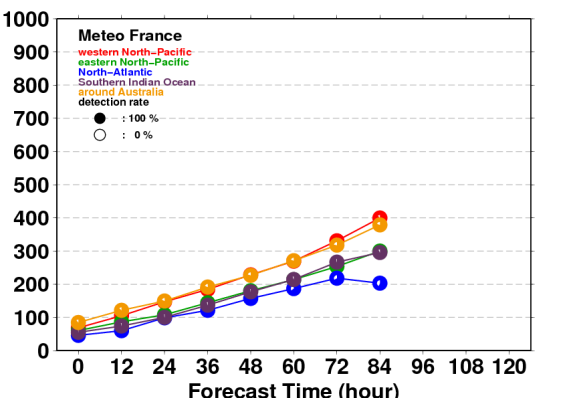 1000
900
800
700
600
500
400
300
200
100
0
Meteo France
western North-Pacific
eastern North-Pacific
North-Atlantic
Southern Indian Ocean
around Australia
detection rate
: 100 %
: 0 %
0 12 24 36 48 60 72 84 96 108 120
Forecast Time (hour)